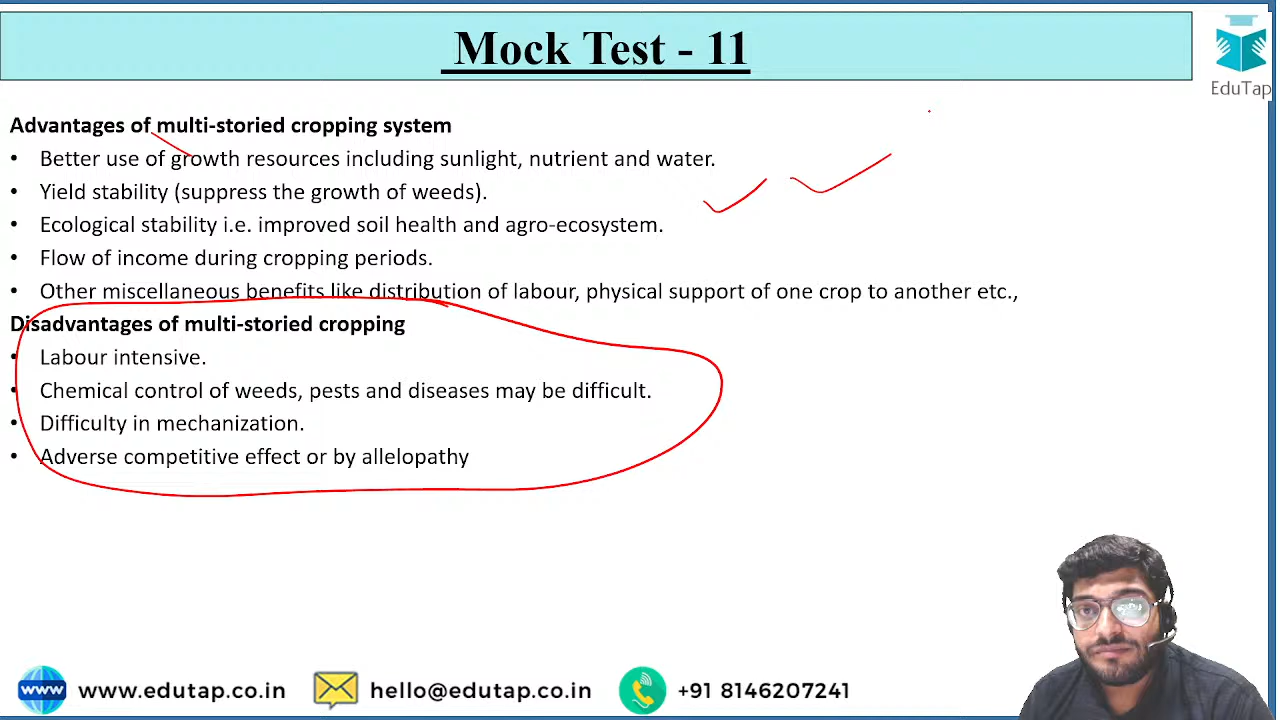 Mock Test - 11
EduTap
Advantages of multi-storied cropping system
• Better use of growth resources including sunlight, nutrient and water.
• Yield stability (suppress the growth of weeds).
• Ecological stability i.e. improved soil health and agro-ecosystem.
• Flow of income during cropping periods.
• Other miscellaneous benefits like distribution of labour, physical support of one crop to another etc.,
Disadvantages of multi-storied cropping
• Labour intensive.
• Chemical control of weeds, pests and diseases may be difficult.
• Difficulty in mechanization.
• Adverse competitive effect or by allelopathy
www www.edutap.co.in hello@edutap.co.in +91 8146207241